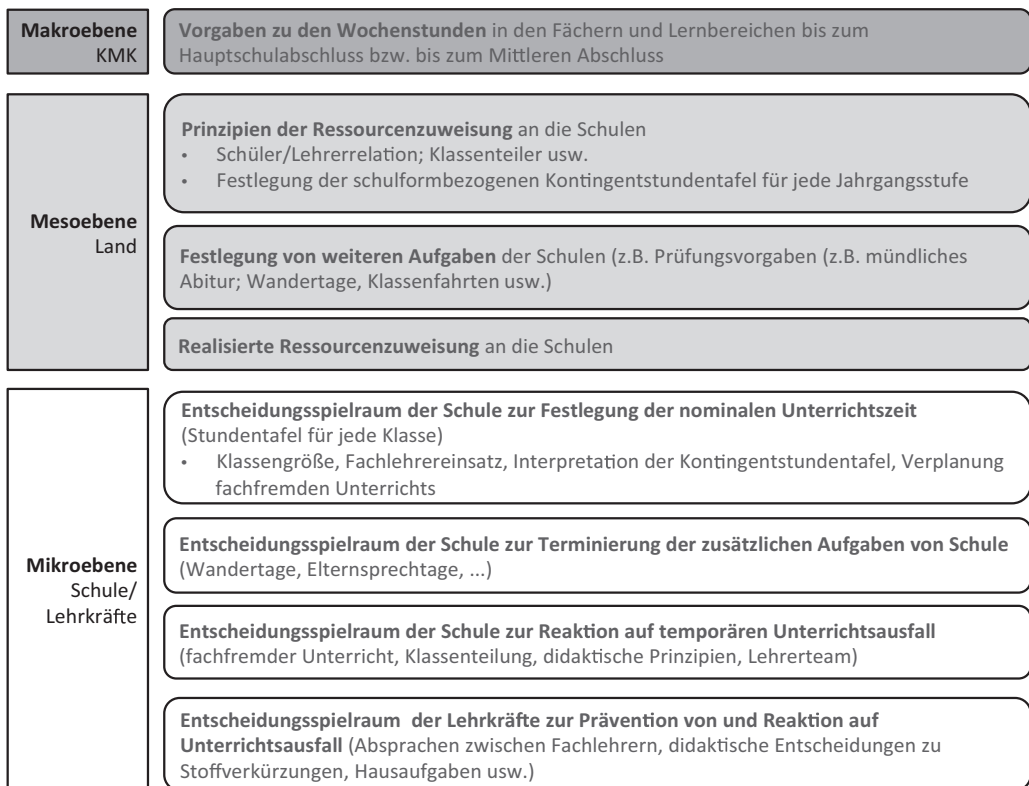 Makroebene
KMK
Vorgaben zu den Wochenstunden in den Fächern und Lernbereichen bis zum
Hauptschulabschluss bzw. bis zum Mittleren Abschluss
Mesoebene
Land
Prinzipien der Ressourcenzuweisung an die Schulen
• Schüler/Lehrerrelation; Klassenteiler usw.
• Festlegung der schulformbezogenen Kontingentstundentafel für jede Jahrgangsstufe
Festlegung von weiteren Aufgaben der Schulen (z.B. Prüfungsvorgaben (z.B. mündliches
Abitur; Wandertage, Klassenfahrten usw.)
Realisierte Ressourcenzuweisung an die Schulen
Mikroebene
Schule/
Lehrkräfte
Entscheidungsspielraum der Schule zur Festlegung der nominalen Unterrichtszeit
(Stundentafel für jede Klasse)
• Klassengröße, Fachlehrereinsatz, Interpretation der Kontingentstundentafel, Verplanung
fachfremden Unterrichts
Entscheidungsspielraum der Schule zur Terminierung der zusätzlichen Aufgaben von Schule
(Wandertage, Elternsprechtage, ...)
Entscheidungsspielraum der Schule zur Reaktion auf temporären Unterrichtsausfall
(fachfremder Unterricht, Klassenteilung, didaktische Prinzipien, Lehrerteam)
Entscheidungsspielraum der Lehrkräfte zur Prävention von und Reaktion auf
Unterrichtsausfall (Absprachen zwischen Fachlehrern, didaktische Entscheidungen zu
Stoffverkürzungen, Hausaufgaben usw.)